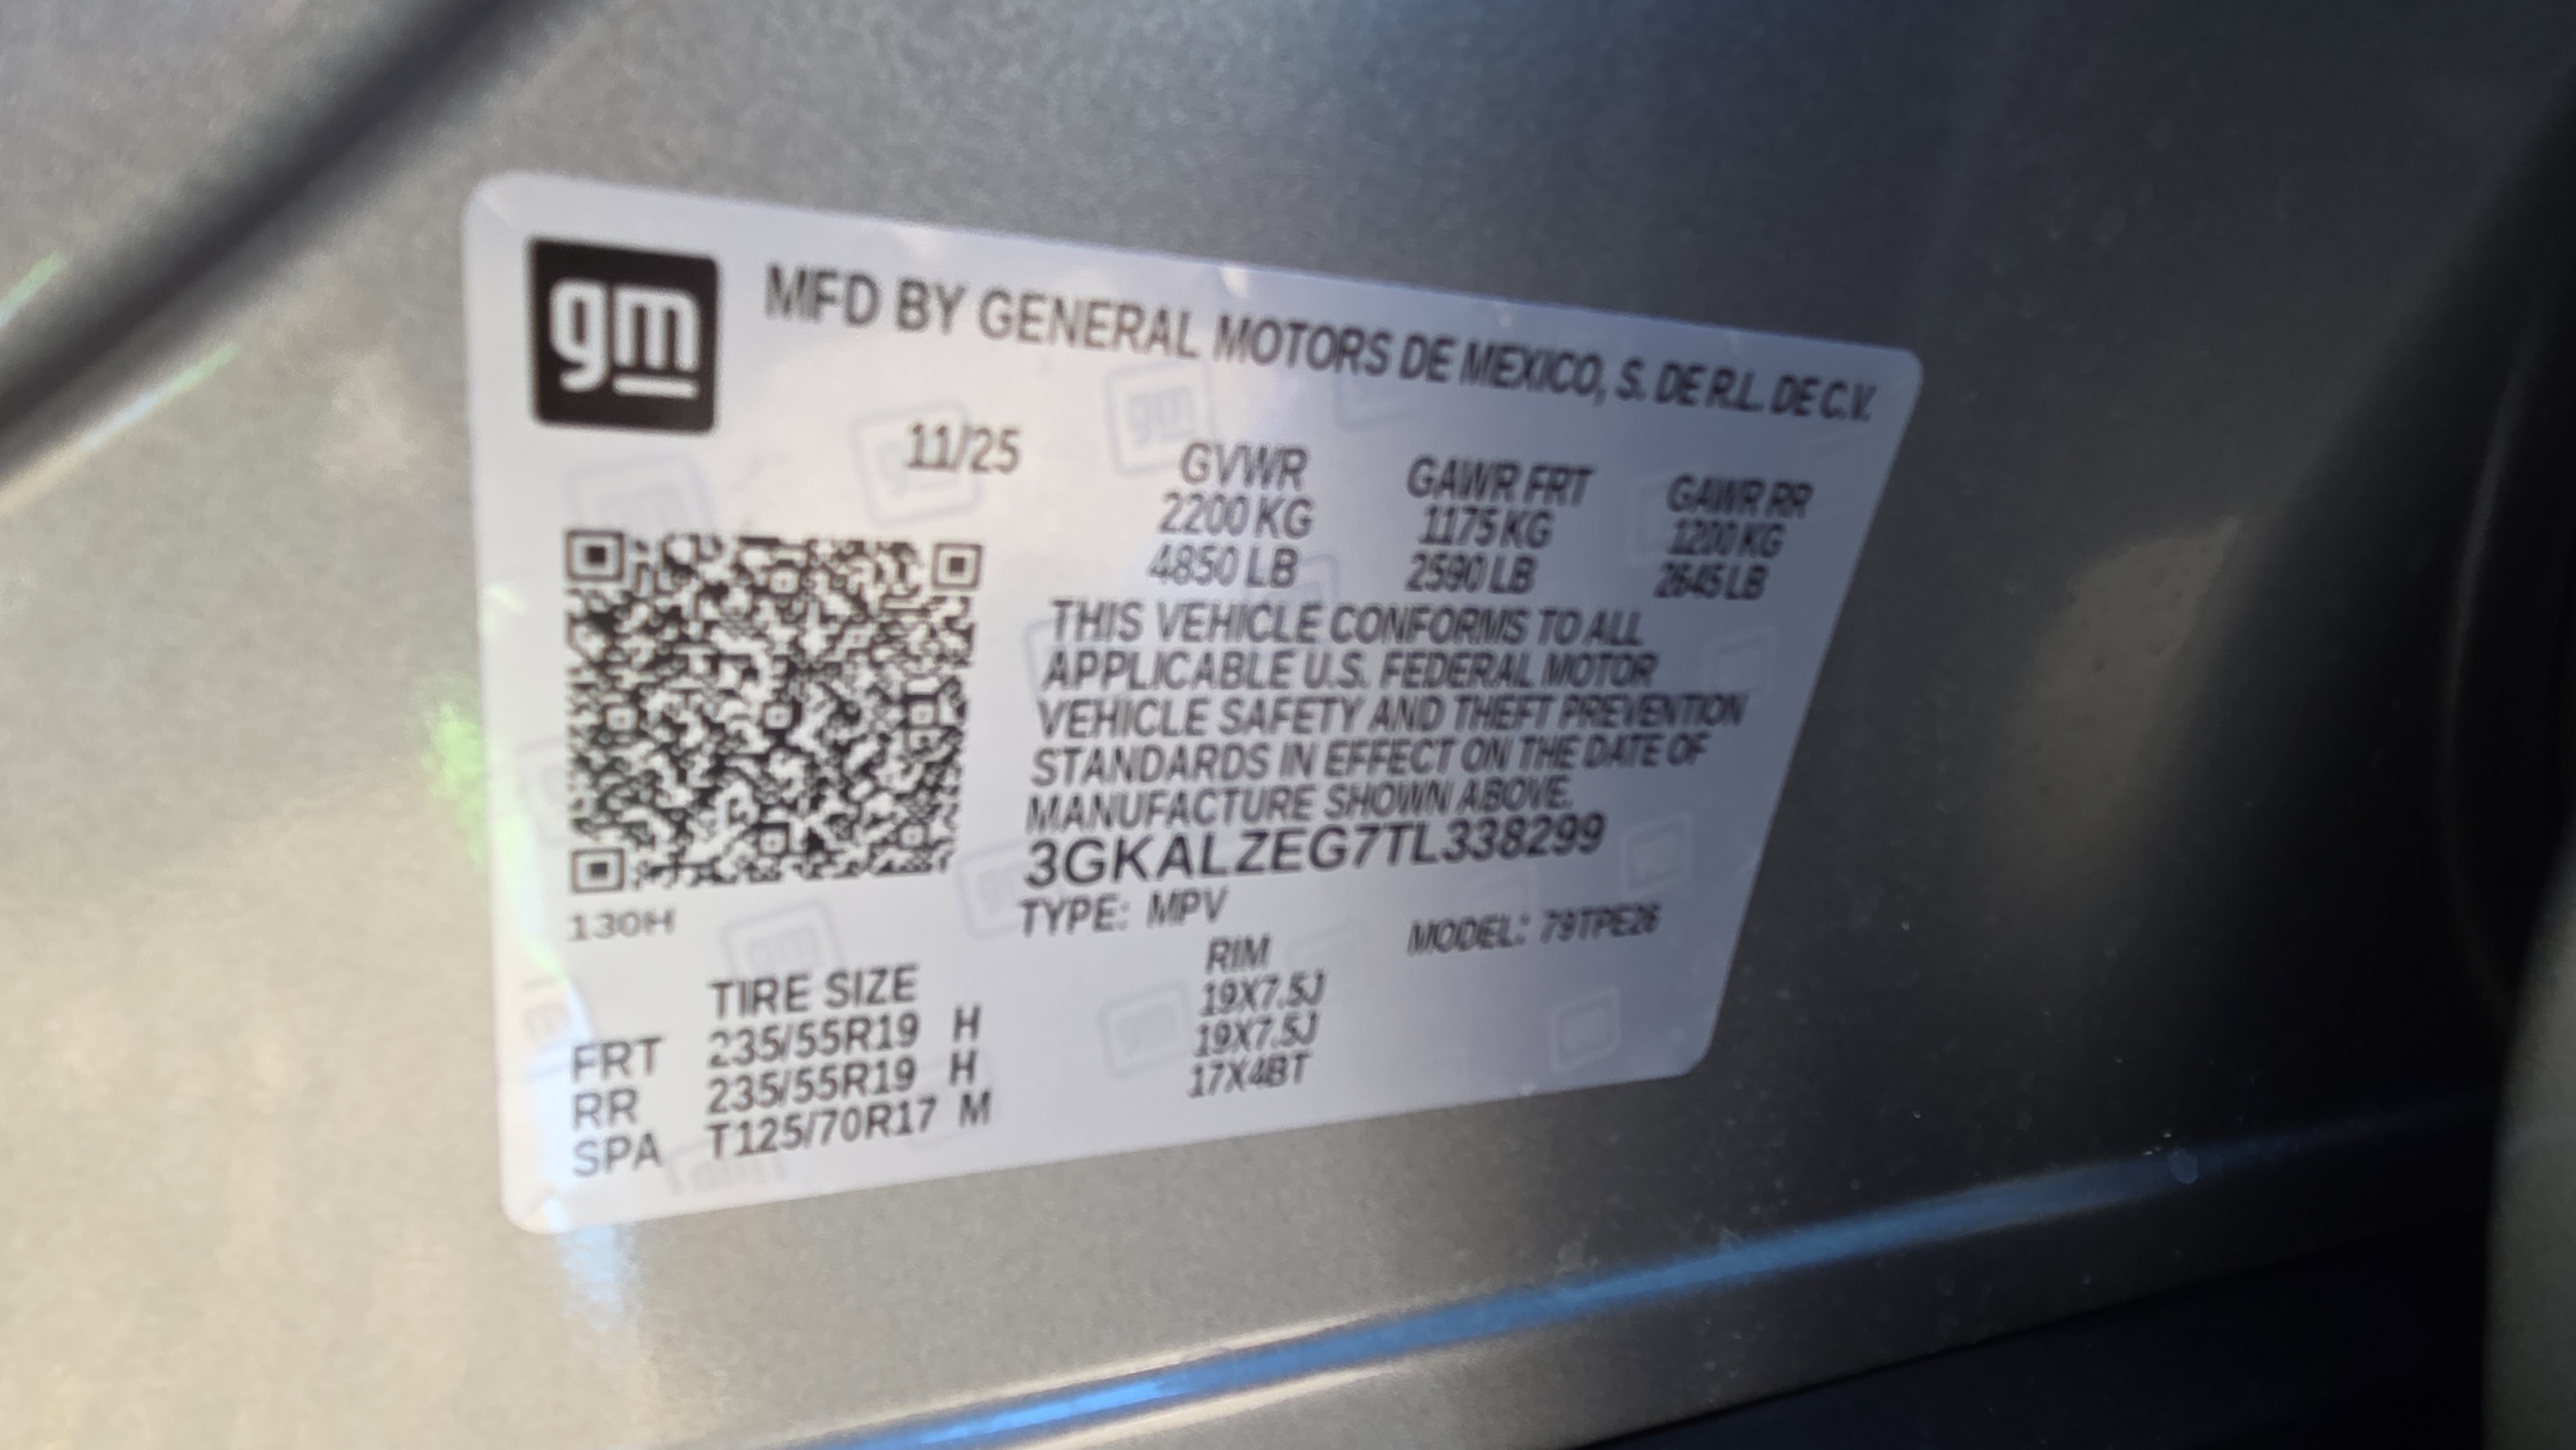 gm
MFD BY GENERAL MOTORS DE MEXICO, S. DE R.L. DE C.V.
11/25
GVWR GAWR FRT GAWR RR
2200 KG 1175 KG 1200 KG
4850 LB 2590 LB 2645 LB
THIS VEHICLE CONFORMS TO ALL
APPLICABLE U.S. FEDERAL MOTOR
VEHICLE SAFETY AND THEFT PREVENTION
STANDARDS IN EFFECT ON THE DATE OF
MANUFACTURE SHOWN ABOVE.
3GKALZEG7TL338299
130H
TYPE: MPV MODEL: 79TPE26
TIRE SIZE RIM
FRT 235/55R19 H 19X7.5J
RR 235/55R19 H 19X7.5J
SPA T125/70R17 M 17X4BT